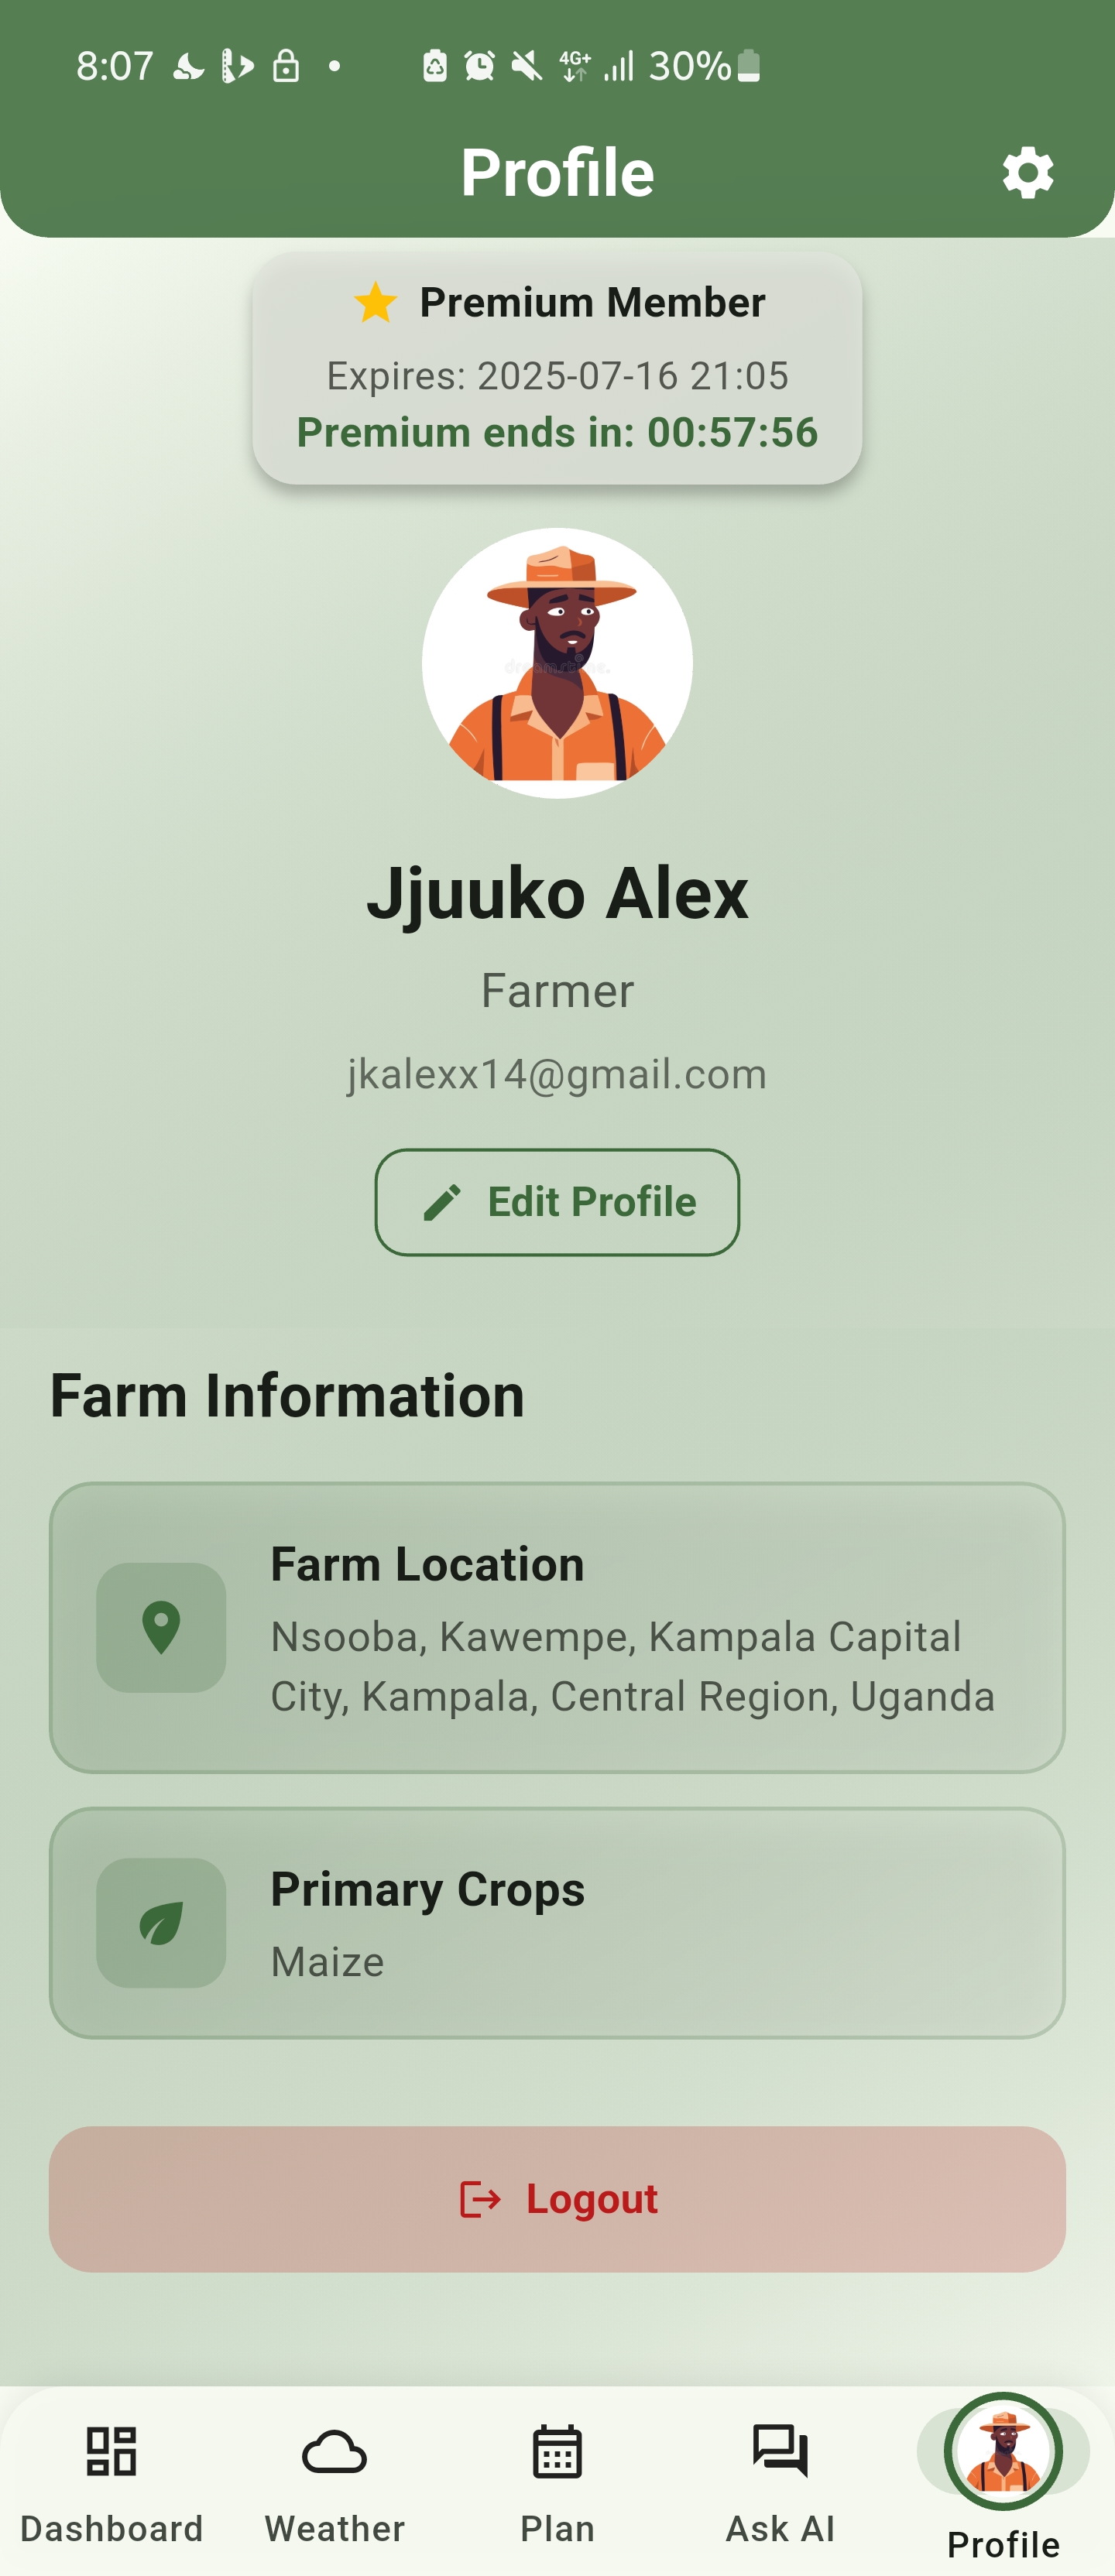 8:07
4G+
30%
Profile
Premium Member
Expires: 2025-07-16 21:05
Premium ends in: 00:57:56
dreamstime.
Jjuuko Alex
Farmer
jkalexx14@gmail.com
Edit Profile
Farm Information
Farm Location
Nsooba, Kawempe, Kampala Capital
City, Kampala, Central Region, Uganda
Primary Crops
Maize
Logout
Dashboard
Weather
Plan
Ask AI
Profile